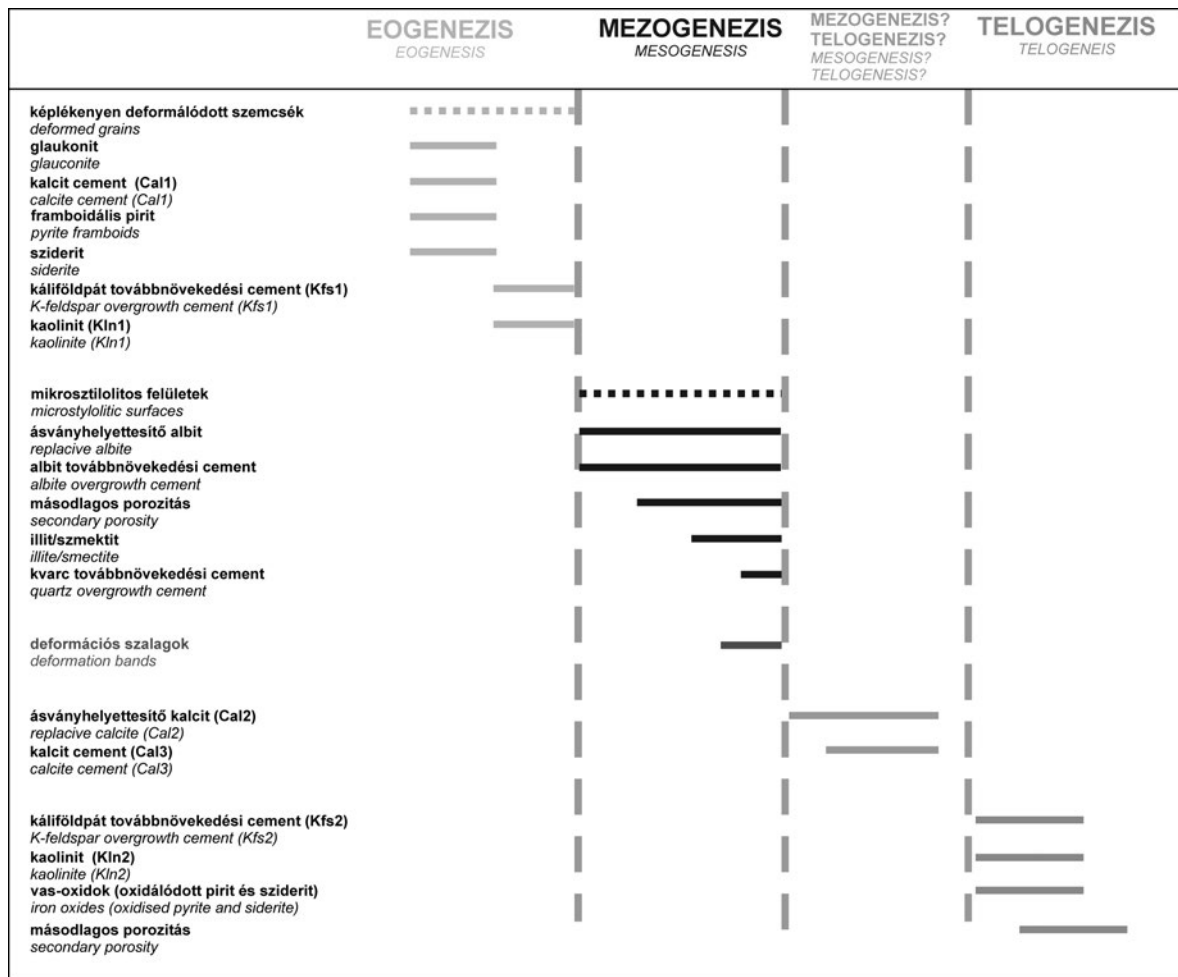 EOGENEZIS
EOGENESIS
MEZOGENEZIS
MESOGENESIS
MEZOGENEZIS?
TELOGENEZIS?
MESOGENESIS?
TELOGENESIS?
TELOGENEZIS
TELOGENEIS
képlékenyen deformálódott szemcsék
deformed grains
glaukonit
glauconite
kalcit cement (Cal1)
calcite cement (Cal1)
framboidális pirit
pyrite framboids
sziderit
siderite
káliföldpát továbbnövekedési cement (Kfs1)
K-feldspar overgrowth cement (Kfs1)
kaolinit (Kln1)
kaolinite (Kln1)
mikrosztilolitos felületek
microstylolitic surfaces
ásványhelyettesítő albit
replacive albite
albit továbbnövekedési cement
albite overgrowth cement
másodlagos porozitás
secondary porosity
illit/szmektit
illite/smectite
kvarc továbbnövekedési cement
quartz overgrowth cement
deformációs szalagok
deformation bands
ásványhelyettesítő kalcit (Cal2)
replacive calcite (Cal2)
kalcit cement (Cal3)
calcite cement (Cal3)
káliföldpát továbbnövekedési cement (Kfs2)
K-feldspar overgrowth cement (Kfs2)
kaolinit (Kln2)
kaolinite (Kln2)
vas-oxidok (oxidálódott pirit és sziderit)
iron oxides (oxidised pyrite and siderite)
másodlagos porozitás
secondary porosity